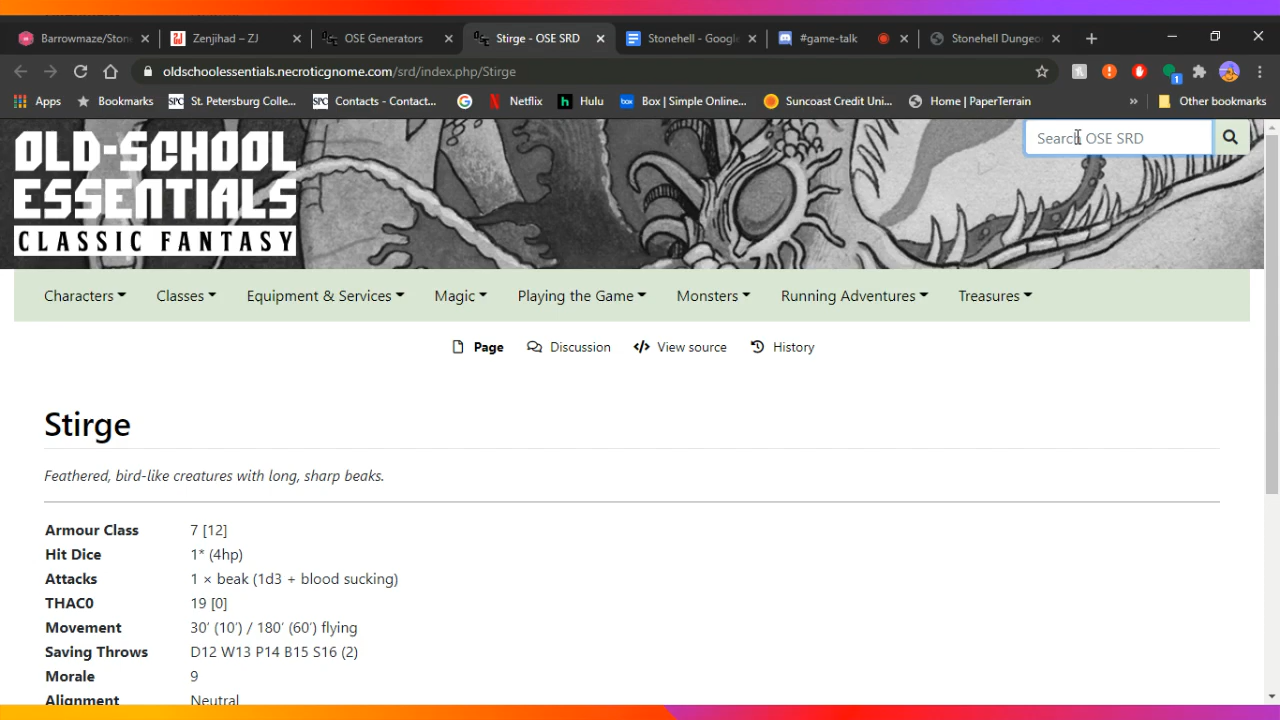 Barrowmaze/Stone
Zenjihad – ZJ
OSE Generators
Stirge - OSE SRD
Stonehell - Google
#game-talk
Stonehell Dungeo
oldschoolessentials.necroticgnome.com/srd/index.php/Stirge
1
Apps
Bookmarks
SPC St. Petersburg Colle...
SPC Contacts - Contact...
Netflix
h Hulu
box Box | Simple Online...
Suncoast Credit Uni...
Home | PaperTerrain
»
Other bookmarks
OLD-SCHOOL
ESSENTIALS
CLASSIC FANTASY
Search OSE SRD
Characters
Classes
Equipment & Services
Magic
Playing the Game
Monsters
Running Adventures
Treasures
Page
Discussion
View source
History
Stirge
Feathered, bird-like creatures with long, sharp beaks.
Armour Class 7 [12]
Hit Dice 1* (4hp)
Attacks 1 × beak (1d3 + blood sucking)
THAC0 19 [0]
Movement 30′ (10′) / 180′ (60′) flying
Saving Throws D12 W13 P14 B15 S16 (2)
Morale 9
Alignment Neutral